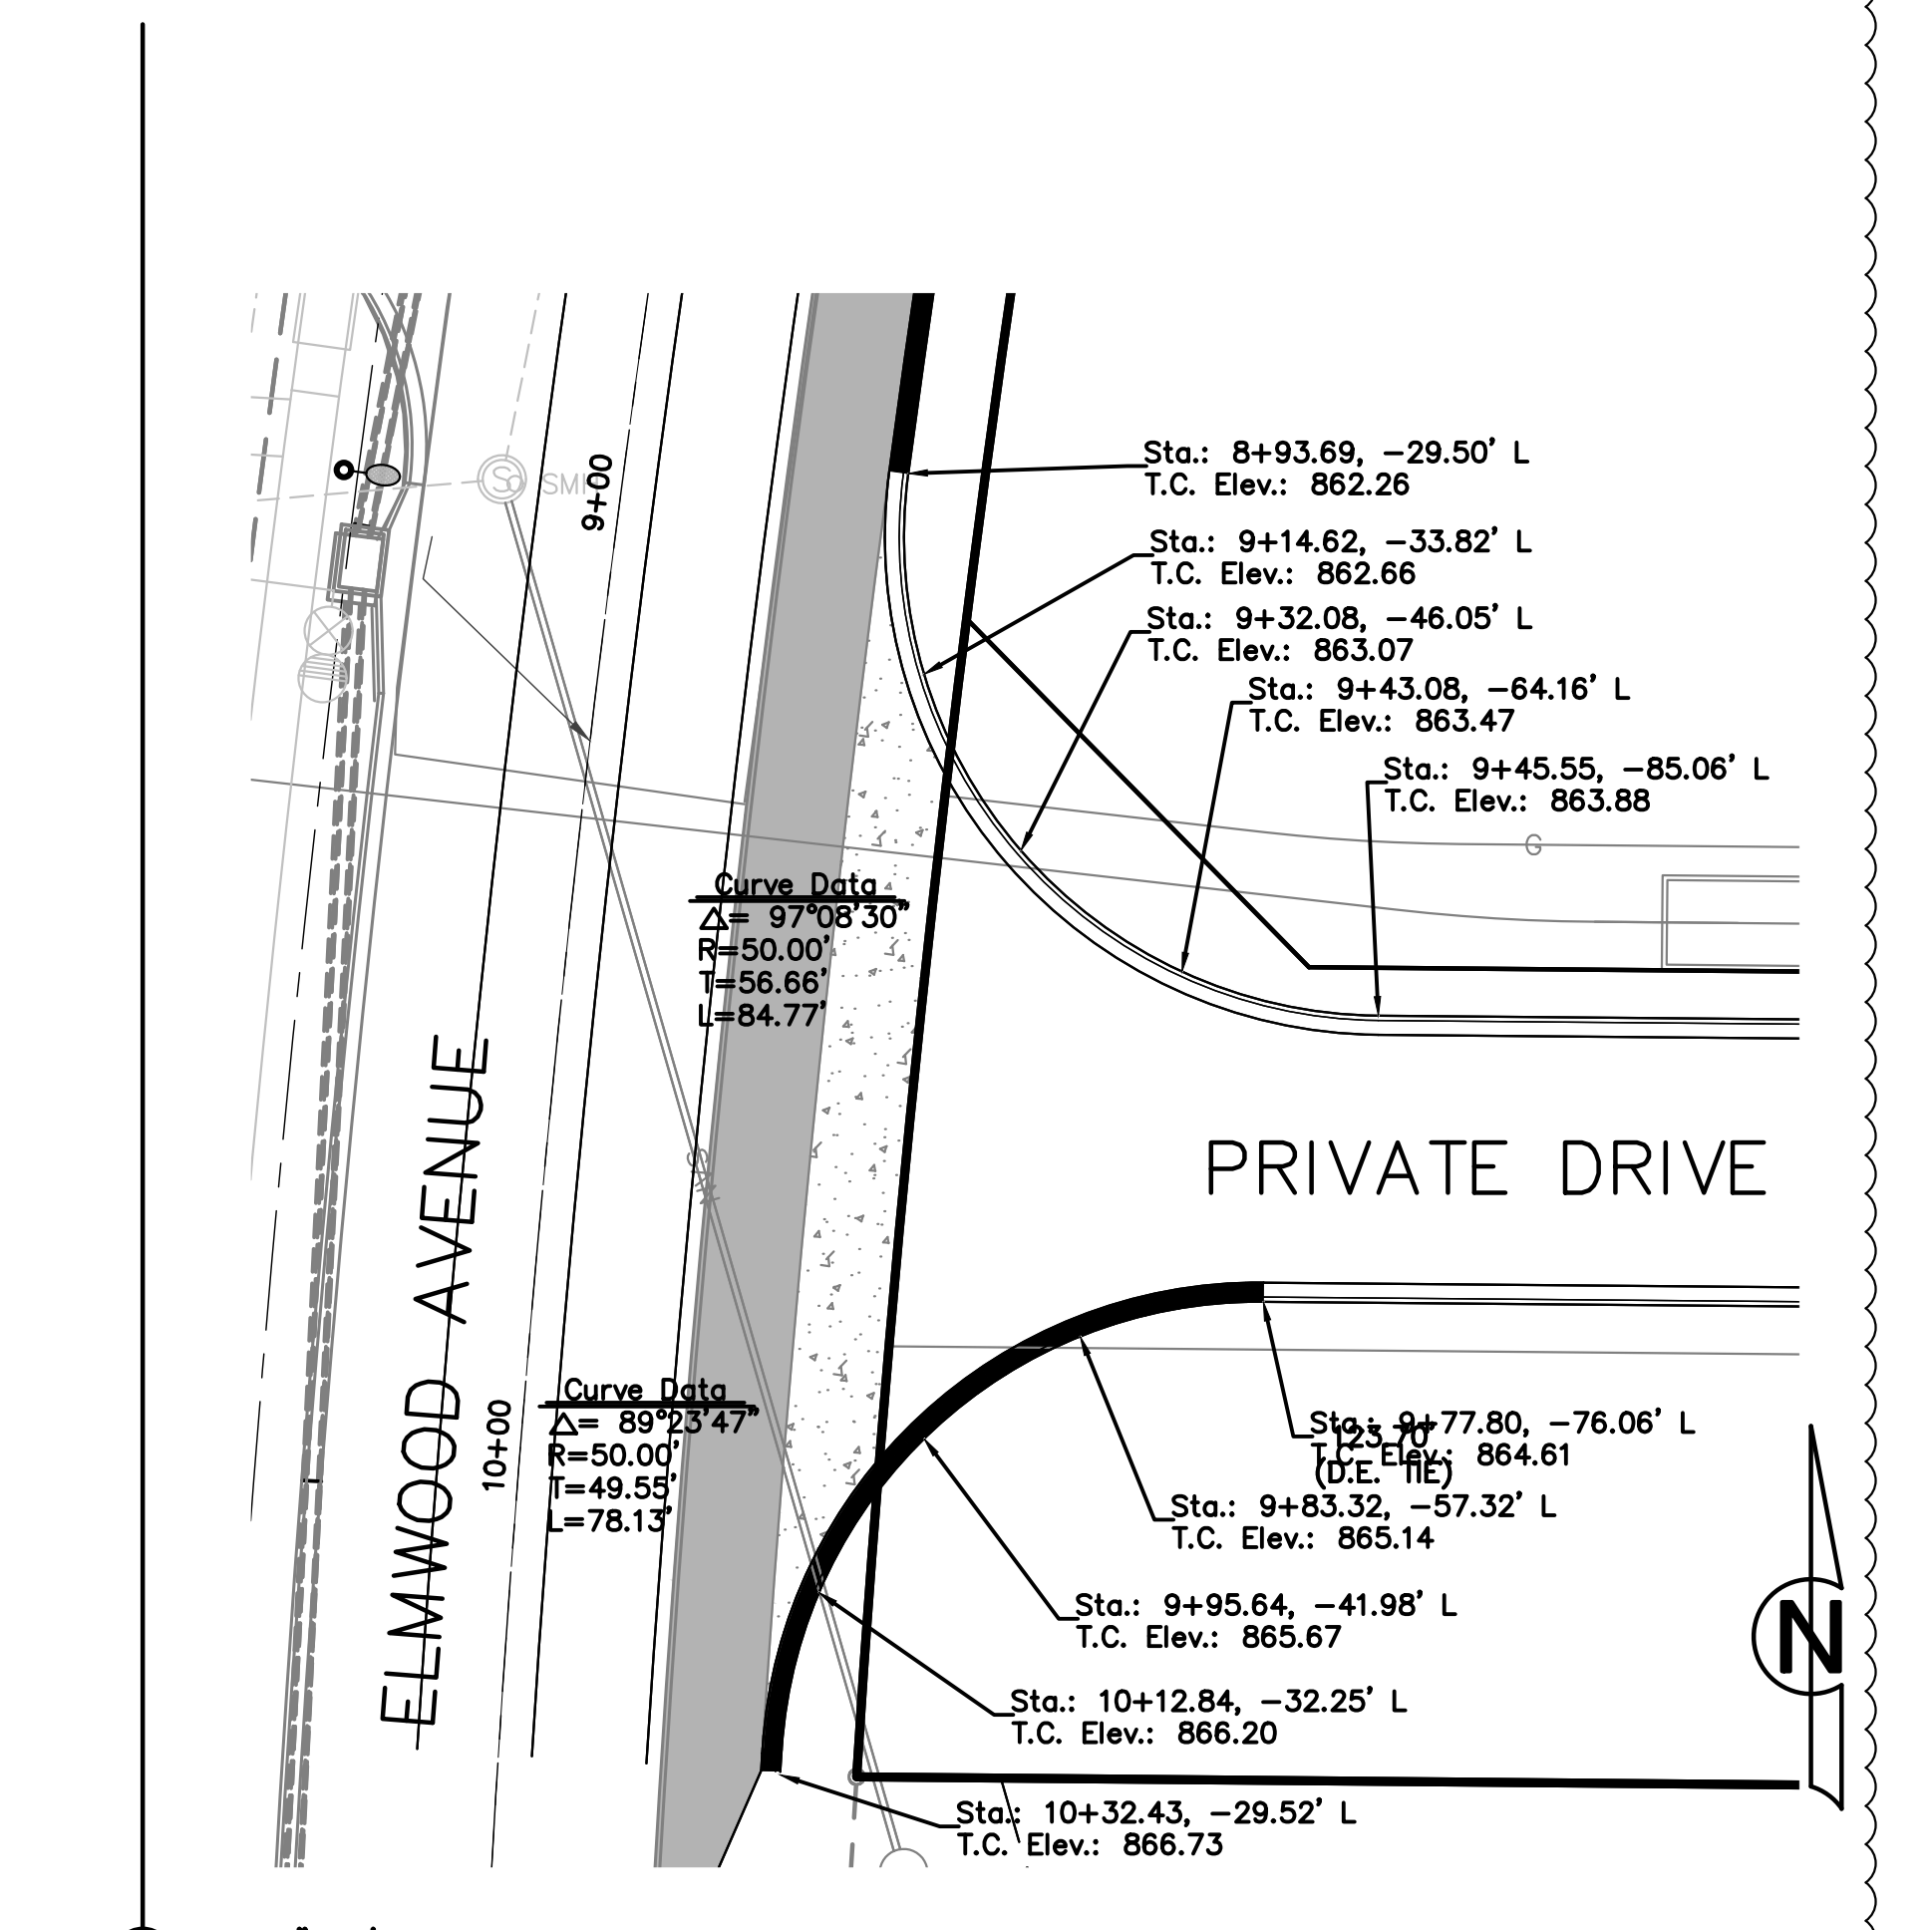 Sta.: 8+93.69, -29.50' L
T.C. Elev.: 862.26
9+00
Sta.: 9+14.62, -33.82' L
T.C. Elev.: 862.66
Sta.: 9+32.08, -46.05' L
T.C. Elev.: 863.07
Sta.: 9+43.08, -64.16' L
T.C. Elev.: 863.47
Sta.: 9+45.55, -85.06' L
T.C. Elev.: 863.88
G
Curve Data
△= 97°08'30"
R=50.00'
T=56.66'
L=84.77'
PRIVATE DRIVE
ELMWOOD AVENUE
10+00
Curve Data
△= 89°23'47"
R=50.00'
T=49.55'
L=78.13'
Sta.: 9+77.80, -76.06' L
123.70'
T.C. Elev.: 864.61
(D.E. TIE)
Sta.: 9+83.32, -57.32' L
T.C. Elev.: 865.14
Sta.: 9+95.64, -41.98' L
T.C. Elev.: 865.67
N
Sta.: 10+12.84, -32.25' L
T.C. Elev.: 866.20
Sta.: 10+32.43, -29.52' L
T.C. Elev.: 866.73